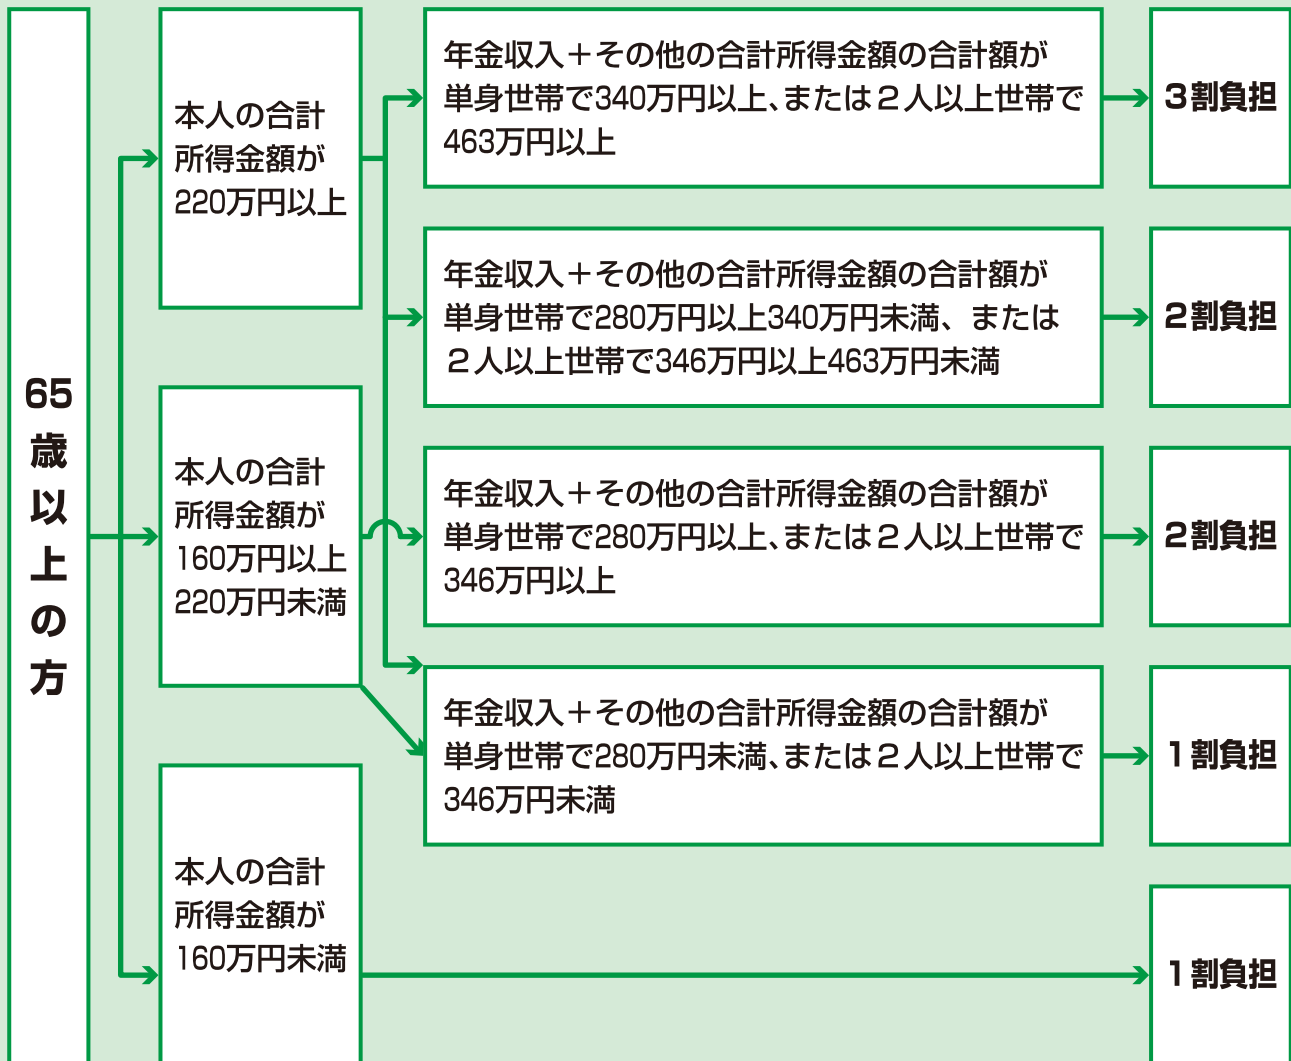 65歳以上の方
本人の合計
所得金額が
220万円以上
年金収入＋その他の合計所得金額の合計額が
単身世帯で340万円以上、または２人以上世帯で
463万円以上
３割負担
年金収入＋その他の合計所得金額の合計額が
単身世帯で280万円以上340万円未満、または
２人以上世帯で346万円以上463万円未満
２割負担
本人の合計
所得金額が
160万円以上
220万円未満
年金収入＋その他の合計所得金額の合計額が
単身世帯で280万円以上、または２人以上世帯で
346万円以上
２割負担
年金収入＋その他の合計所得金額の合計額が
単身世帯で280万円未満、または２人以上世帯で
346万円未満
１割負担
本人の合計
所得金額が
160万円未満
１割負担